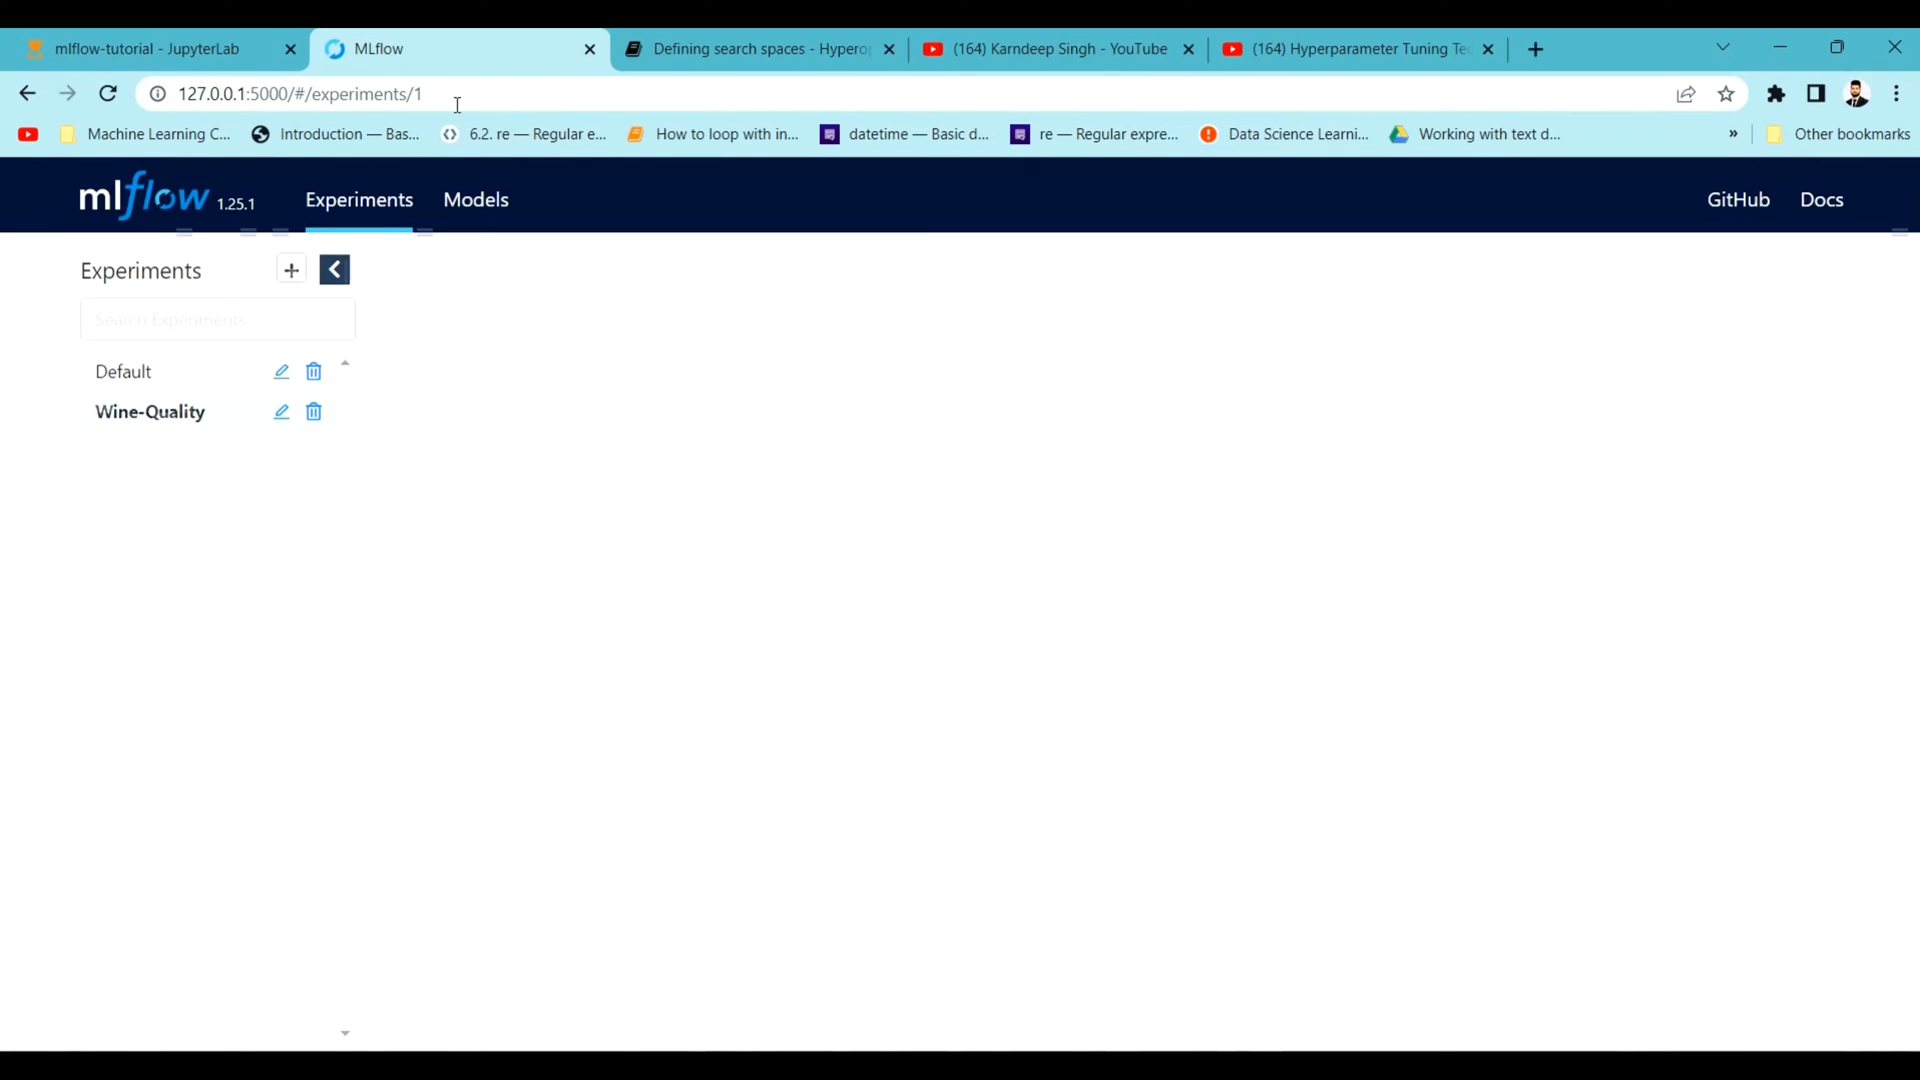 mlflow-tutorial - JupyterLab
MLflow
Defining search spaces - Hyperop
(164) Karndeep Singh - YouTube
(164) Hyperparameter Tuning Te
127.0.0.1:5000/#/experiments/1
Machine Learning C...
Introduction — Bas...
6.2. re — Regular e...
How to loop with in...
datetime — Basic d...
re — Regular expre...
Data Science Learni...
Working with text d...
»
Other bookmarks
mlflow 1.25.1
Experiments
Models
GitHub
Docs
Experiments
Search Experiments
Default
Wine-Quality